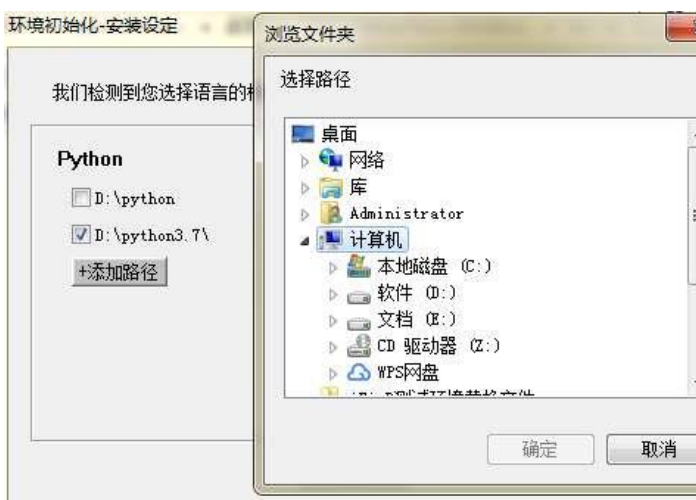 环境初始化-安装设定
我们检测到您选择语言的
Python
D:\python
D:\python3.7\
+添加路径
浏览文件夹
选择路径
桌面
网络
库
Administrator
计算机
本地磁盘 (C:)
软件 (D:)
文档 (E:)
CD 驱动器 (Z:)
WPS网盘
确定
取消